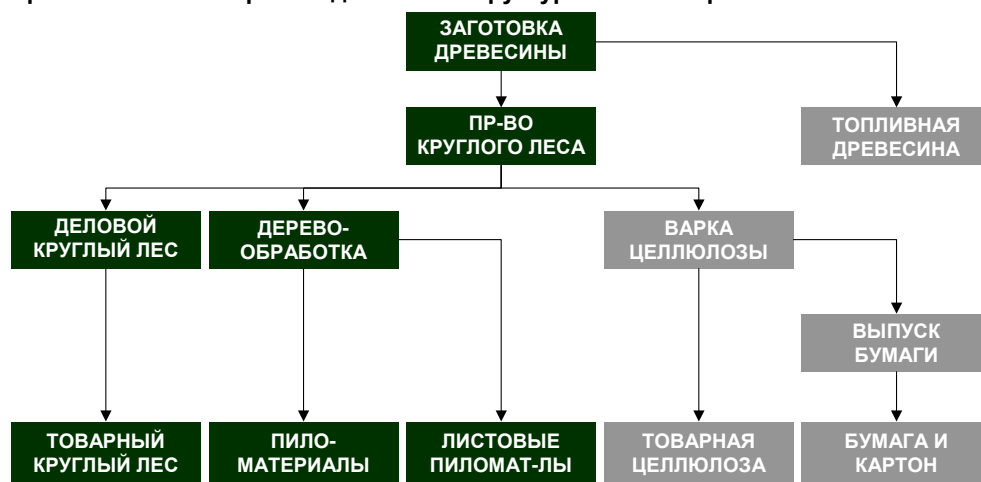 ЗАГОТОВКА
ДРЕВЕСИНЫ
ПР-ВО
КРУГЛОГО ЛЕСА
ТОПЛИВНАЯ
ДРЕВЕСИНА
ДЕЛОВОЙ
КРУГЛЫЙ ЛЕС
ДЕРЕВО-
ОБРАБОТКА
ВАРКА
ЦЕЛЛЮЛОЗЫ
ВЫПУСК
БУМАГИ
ТОВАРНЫЙ
КРУГЛЫЙ ЛЕС
ПИЛО-
МАТЕРИАЛЫ
ЛИСТОВЫЕ
ПИЛОМАТ-ЛЫ
ТОВАРНАЯ
ЦЕЛЛЮЛОЗА
БУМАГА И
КАРТОН